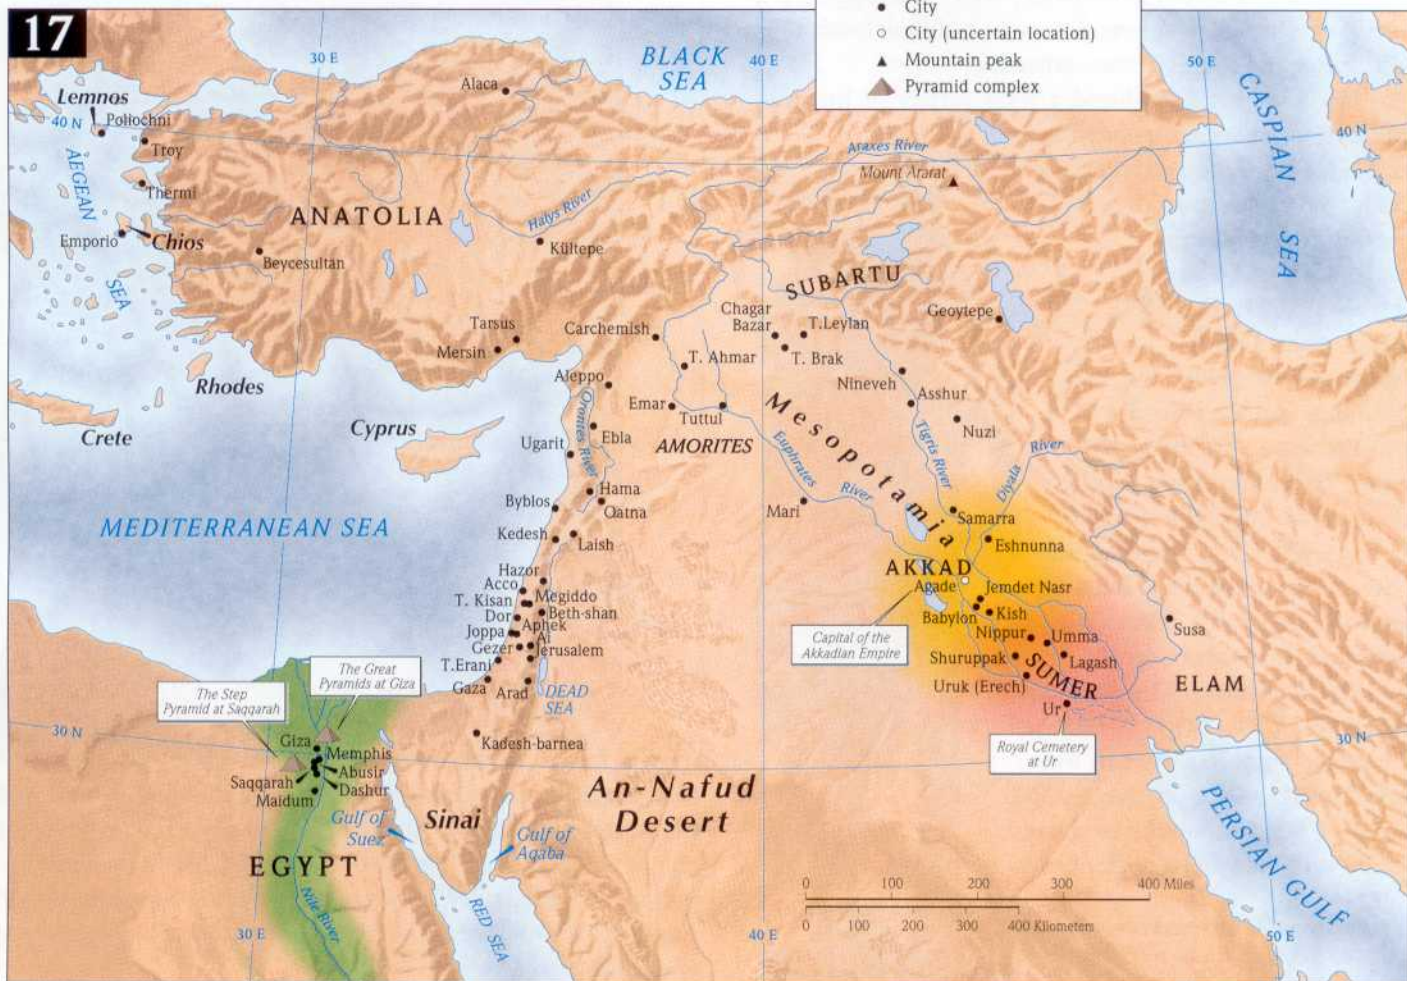 17
City
City (uncertain location)
Mountain peak
Pyramid complex
30 E
BLACK
SEA
40 E
50 E
CASPIAN
SEA
Alaca
Lemnos
40 N
Poliochni
Troy
AEGEAN
SEA
Thermi
Emporio
Chios
ANATOLIA
Beycesultan
Halys River
Kültepe
Araxes River
Mount Ararat
40 N
SUBARTU
Geoytepe
Chagar
Bazar
T.Leylan
T. Brak
Tarsus
Mersin
Carchemish
T. Ahmar
Nineveh
Asshur
Nuzi
Rhodes
Crete
Cyprus
Aleppo
Emar
Tuttul
Orontes River
Ebla
Ugarit
AMORITES
Mesopotamia
Euphrates
River
Tigris River
Diyala
River
Hama
Qatna
Byblos
Mari
Samarra
MEDITERRANEAN SEA
Kedesh
Laish
Eshnunna
Hazor
Acco
T. Kisan
Megiddo
Dor
Beth-shan
Aphek
Joppa
Ai
Gezer
Jerusalem
T.Erani
Gaza
Arad
DEAD
SEA
AKKAD
Agade
Jemdet Nasr
Babylon
Kish
Nippur
Umma
Shuruppak
Lagash
Uruk (Erech)
SUMER
Ur
Susa
ELAM
Capital of the
Akkadian Empire
Royal Cemetery
at Ur
The Great
Pyramids at Giza
The Step
Pyramid at Saqqarah
30 N
Giza
Memphis
Saqqarah
Abusir
Dashur
Maidum
Kadesh-barnea
30 N
An-Nafud
Desert
Sinai
Gulf of
Suez
Gulf of
Aqaba
EGYPT
Nile River
RED SEA
PERSIAN GULF
0 100 200 300 400 Miles
0 100 200 300 400 Kilometers
30 E
40 E
50 E